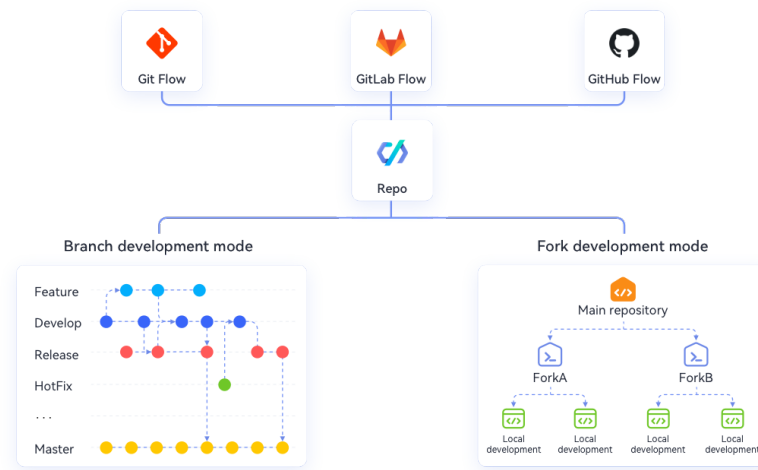 Git Flow
GitLab Flow
GitHub Flow
Repo
Branch development mode
Fork development mode
Feature
Develop
Release
HotFix
...
Master
Main repository
ForkA
ForkB
Local
development
Local
development
Local
development
Local
development